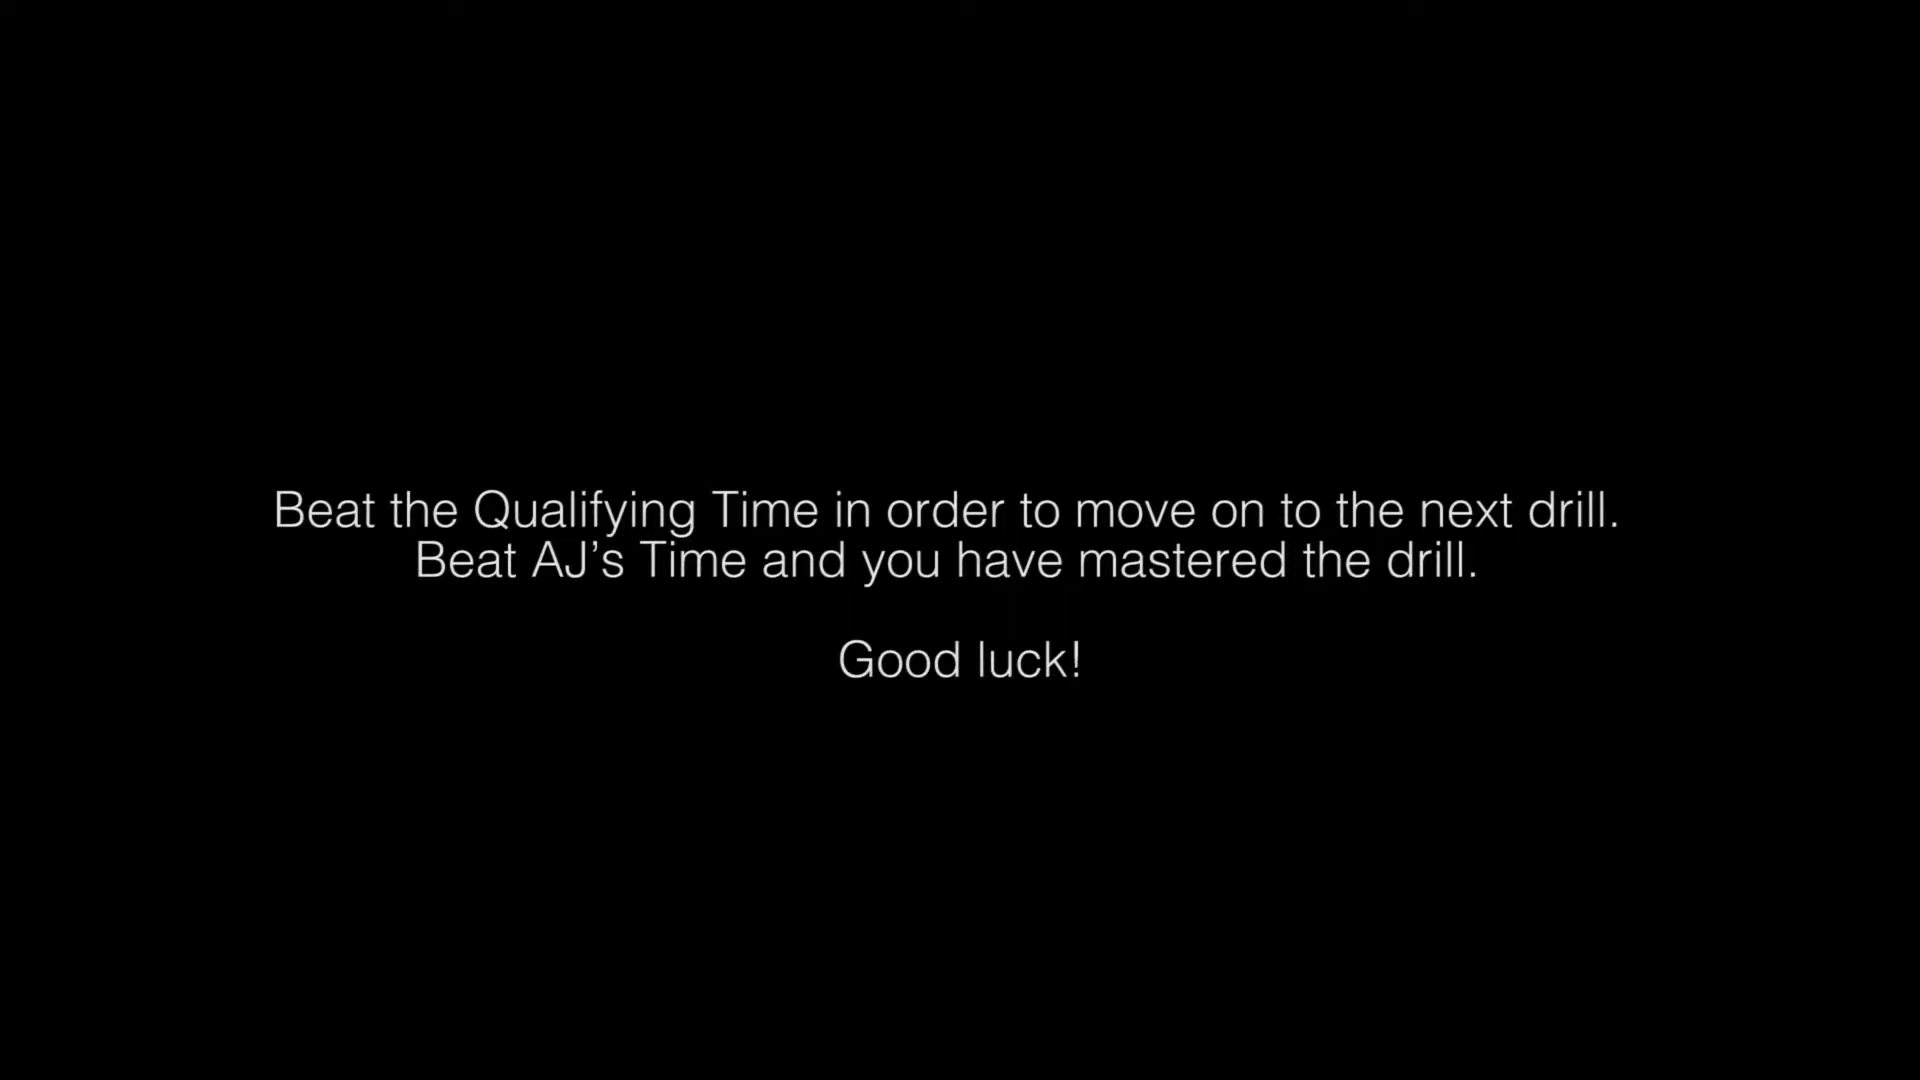 Beat the Qualifying Time in order to move on to the next drill.
Beat AJ’s Time and you have mastered the drill.
Good luck!